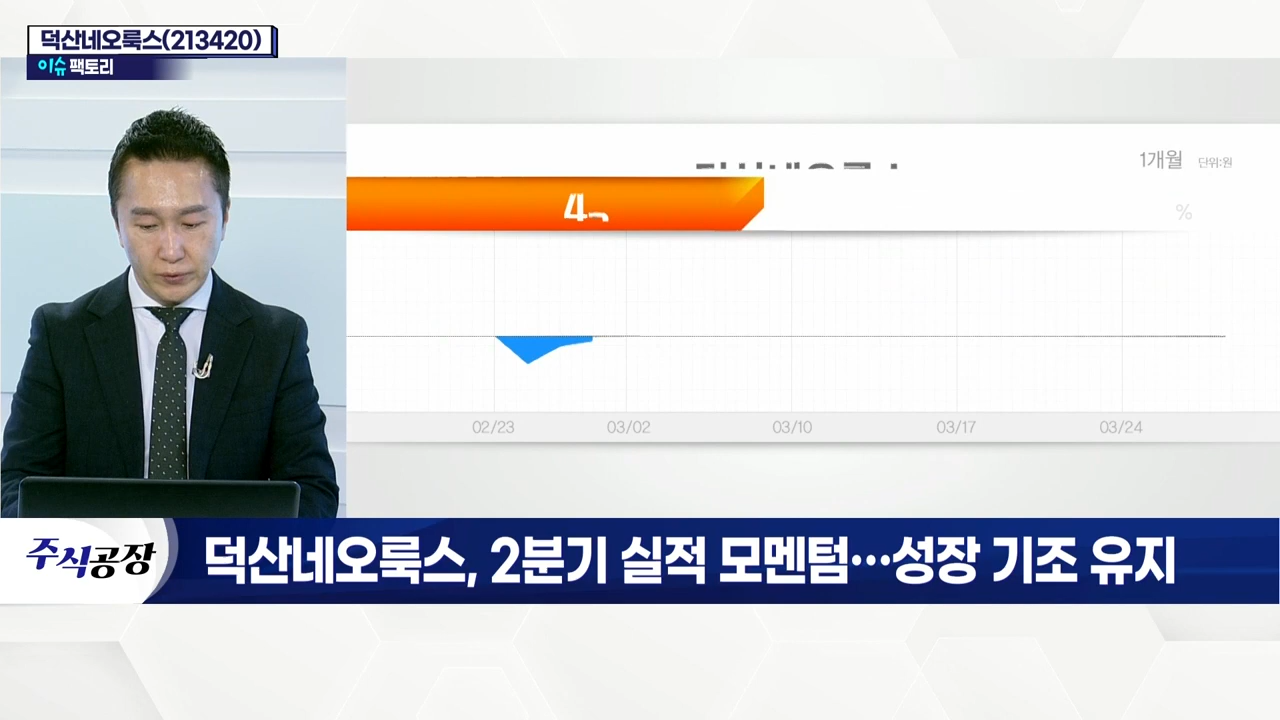 덕산네오룩스(213420)
이슈 팩토리
1개월 단위:원
%
02/23 03/02 03/10 03/17 03/24
주식공장
덕산네오룩스, 2분기 실적 모멘텀…성장 기조 유지